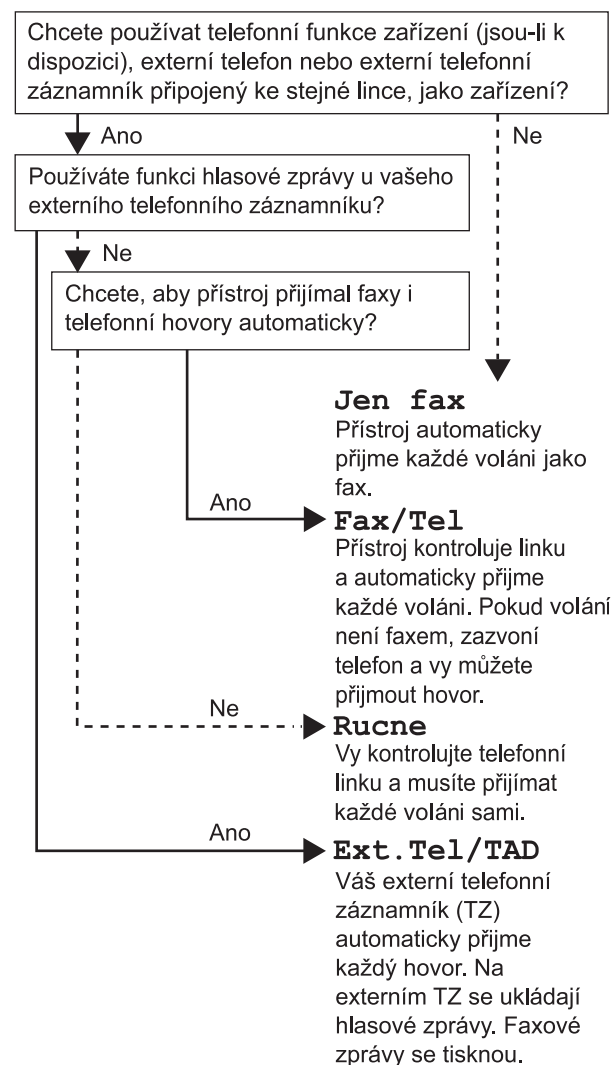 Chcete používat telefonní funkce zařízení (jsou-li k
dispozici), externí telefon nebo externí telefonní
záznamník připojený ke stejné lince, jako zařízení?
Ano
Ne
Používáte funkci hlasové zprávy u vašeho
externího telefonního záznamníku?
Ne
Chcete, aby přístroj přijímal faxy i
telefonní hovory automaticky?
Jen fax
Přístroj automaticky
přijme každé voláni jako
fax.
Ano
Fax/Tel
Přístroj kontroluje linku
a automaticky přijme
každé voláni. Pokud volání
není faxem, zazvoní
telefon a vy můžete
přijmout hovor.
Ne
Rucne
Vy kontrolujte telefonní
linku a musíte přijímat
každé voláni sami.
Ano
Ext.Tel/TAD
Váš externí telefonní
záznamník (TZ)
automaticky přijme
každý hovor. Na
externím TZ se ukládají
hlasové zprávy. Faxové
zprávy se tisknou.